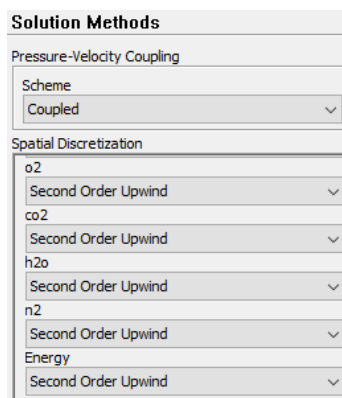 Solution Methods
Pressure-Velocity Coupling
Scheme
Coupled
Spatial Discretization
o2
Second Order Upwind
co2
Second Order Upwind
h2o
Second Order Upwind
n2
Second Order Upwind
Energy
Second Order Upwind